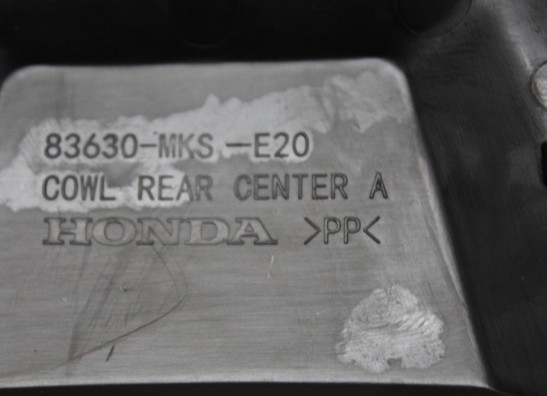 83630-MKS-E20
COWL REAR CENTER A
HONDA >PP<